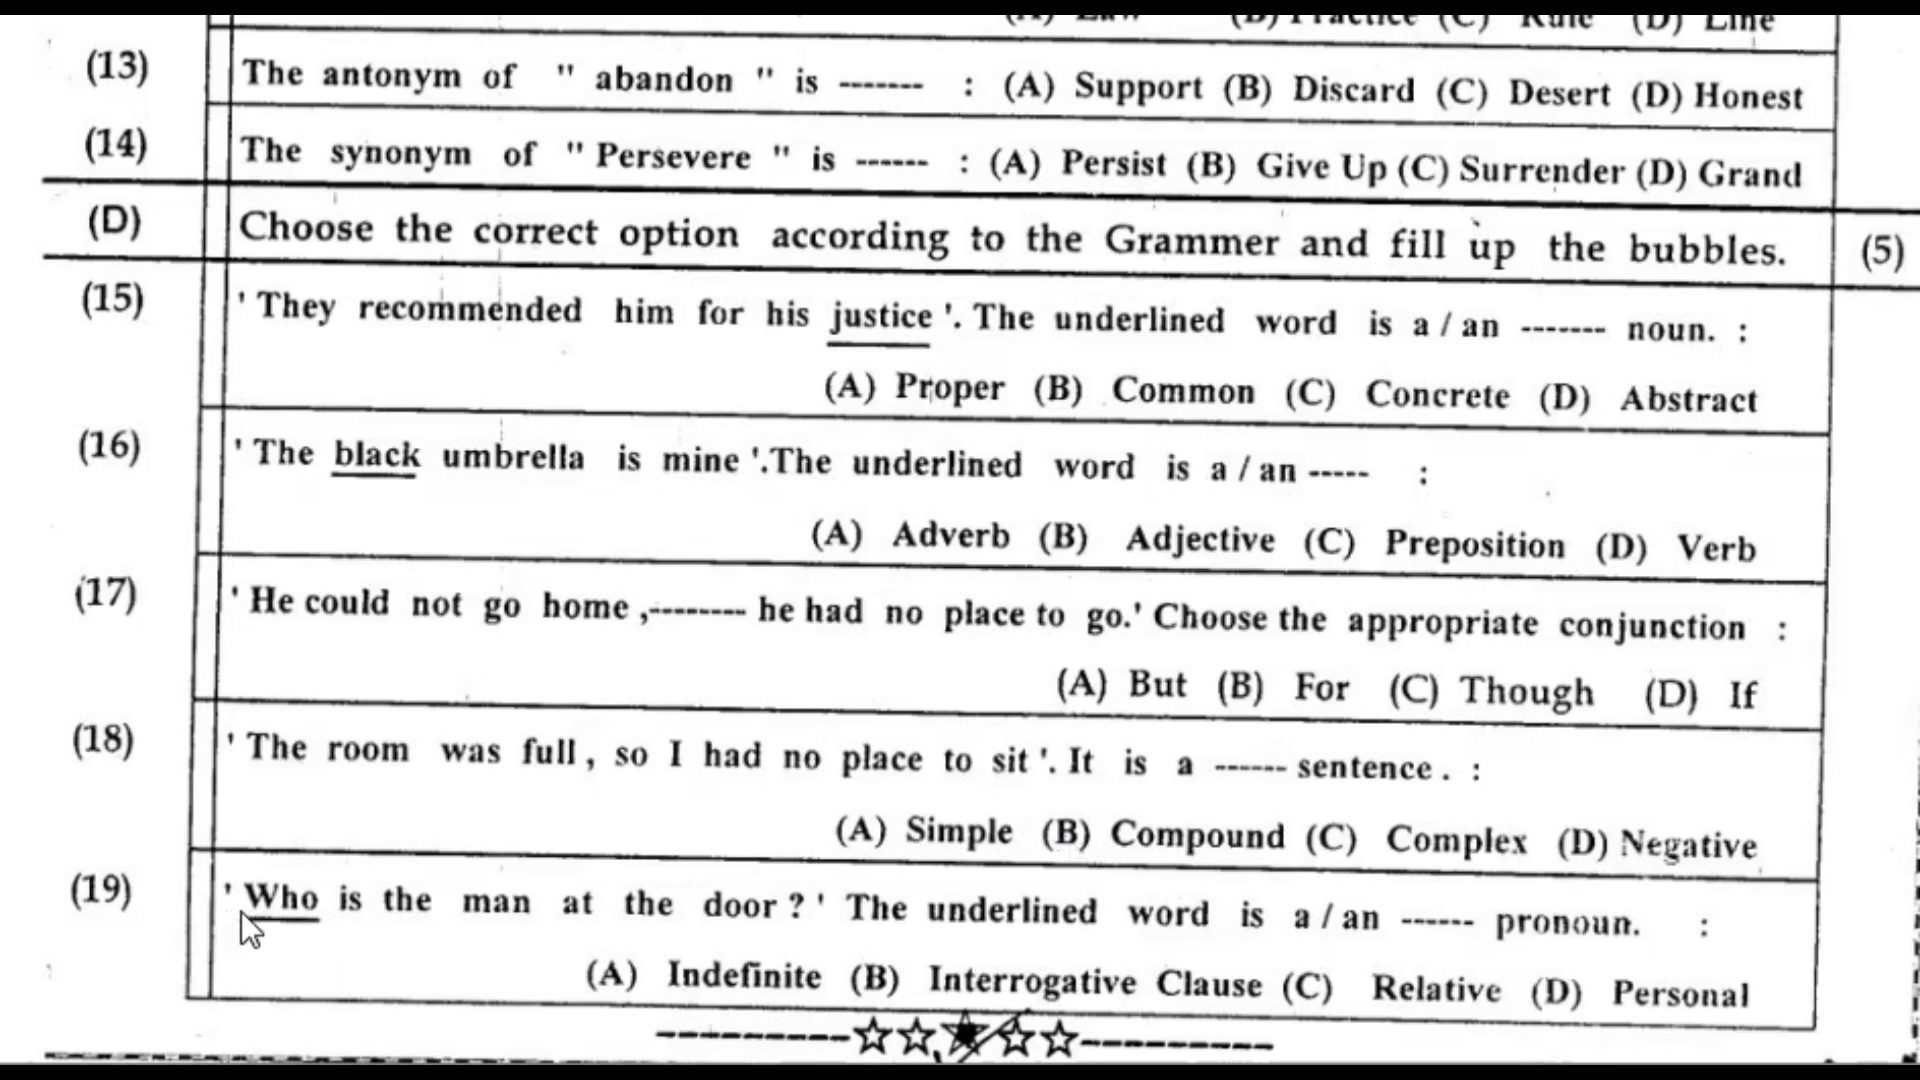 (A) Law (B) Practice (C) Rule (D) Line
(13) The antonym of " abandon " is ------- : (A) Support (B) Discard (C) Desert (D) Honest
(14) The synonym of " Persevere " is ------ : (A) Persist (B) Give Up (C) Surrender (D) Grand
(D) Choose the correct option according to the Grammer and fill up the bubbles. (5)
(15) ' They recommended him for his justice '. The underlined word is a / an ------- noun. :
(A) Proper (B) Common (C) Concrete (D) Abstract
(16) ' The black umbrella is mine '.The underlined word is a / an ----- :
(A) Adverb (B) Adjective (C) Preposition (D) Verb
(17) ' He could not go home ,-------- he had no place to go.' Choose the appropriate conjunction :
(A) But (B) For (C) Though (D) If
(18) ' The room was full , so I had no place to sit '. It is a ------ sentence . :
(A) Simple (B) Compound (C) Complex (D) Negative
(19) ' Who is the man at the door ? ' The underlined word is a / an ------ pronoun. :
(A) Indefinite (B) Interrogative Clause (C) Relative (D) Personal
---------☆☆★☆☆---------